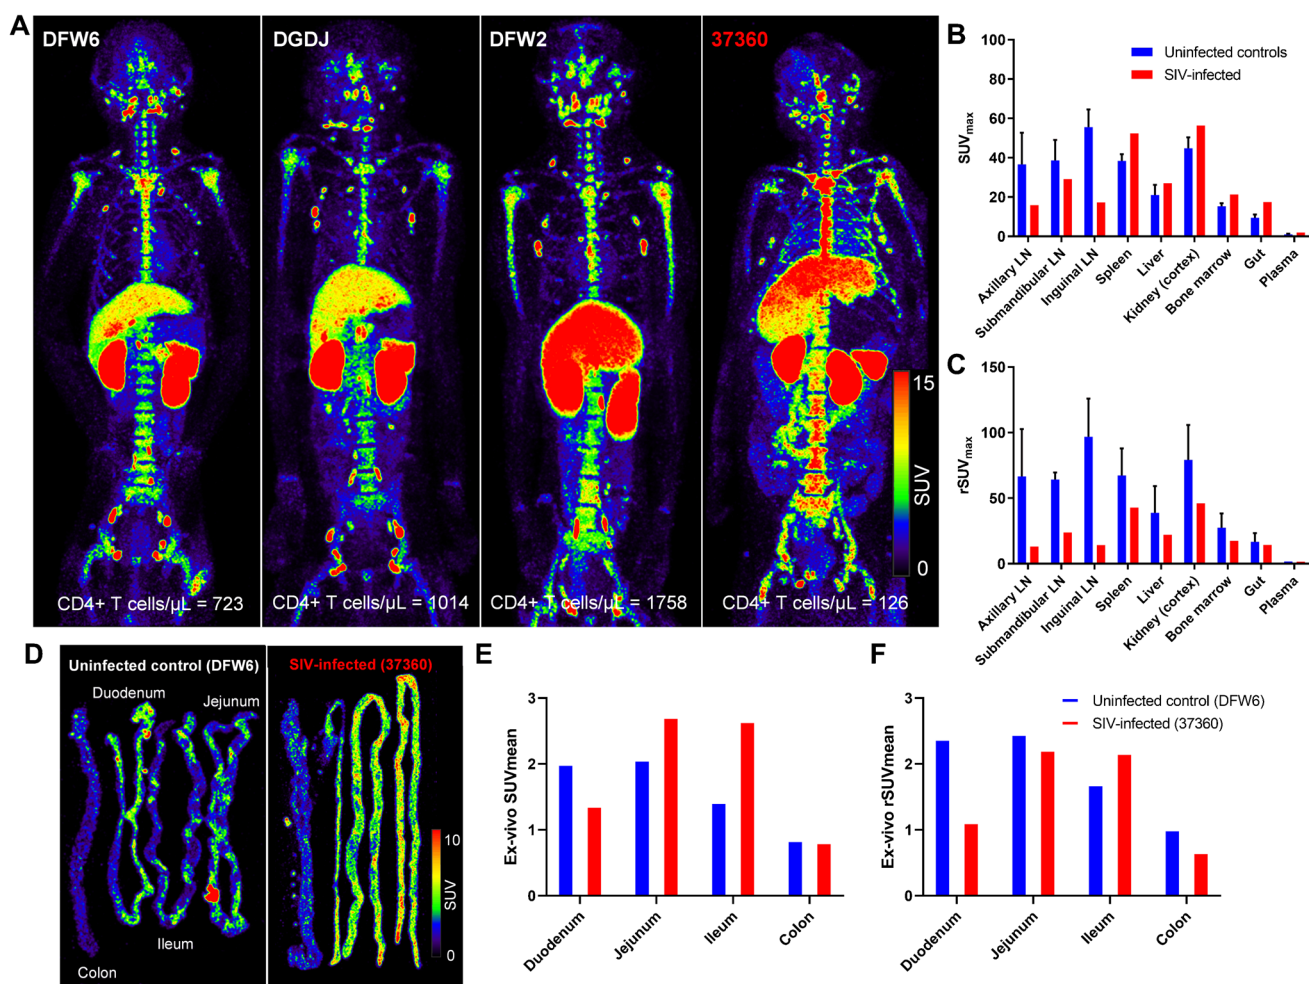 A
DFW6
DGDJ
DFW2
37360
CD4+ T cells/µL = 723
CD4+ T cells/µL = 1014
CD4+ T cells/µL = 1758
CD4+ T cells/µL = 126
15
SUV
0
B
Uninfected controls
SIV-infected
SUVmax
100
80
60
40
20
0
Axillary LN
Submandibular LN
Inguinal LN
Spleen
Liver
Kidney (cortex)
Bone marrow
Gut
Plasma
C
rSUVmax
150
100
50
0
Axillary LN
Submandibular LN
Inguinal LN
Spleen
Liver
Kidney (cortex)
Bone marrow
Gut
Plasma
D
Uninfected control (DFW6)
SIV-infected (37360)
Duodenum
Jejunum
Ileum
Colon
10
SUV
0
E
Ex-vivo SUVmean
3
2
1
0
Duodenum
Jejunum
Ileum
Colon
F
Uninfected control (DFW6)
SIV-infected (37360)
Ex-vivo rSUVmean
3
2
1
0
Duodenum
Jejunum
Ileum
Colon